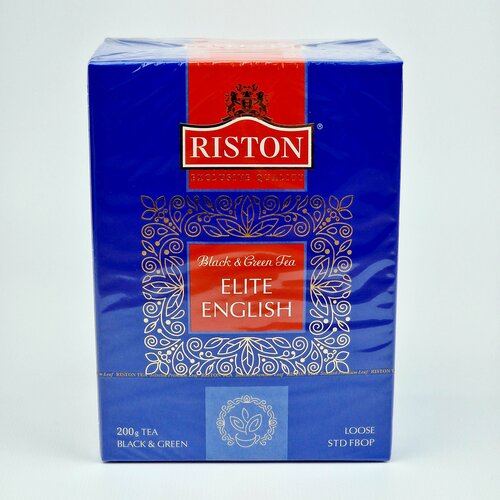 RISTON®
EXCLUSIVE QUALITY
Black & Green Tea
ELITE
ENGLISH
200g TEA
BLACK & GREEN
LOOSE
STD FBOP